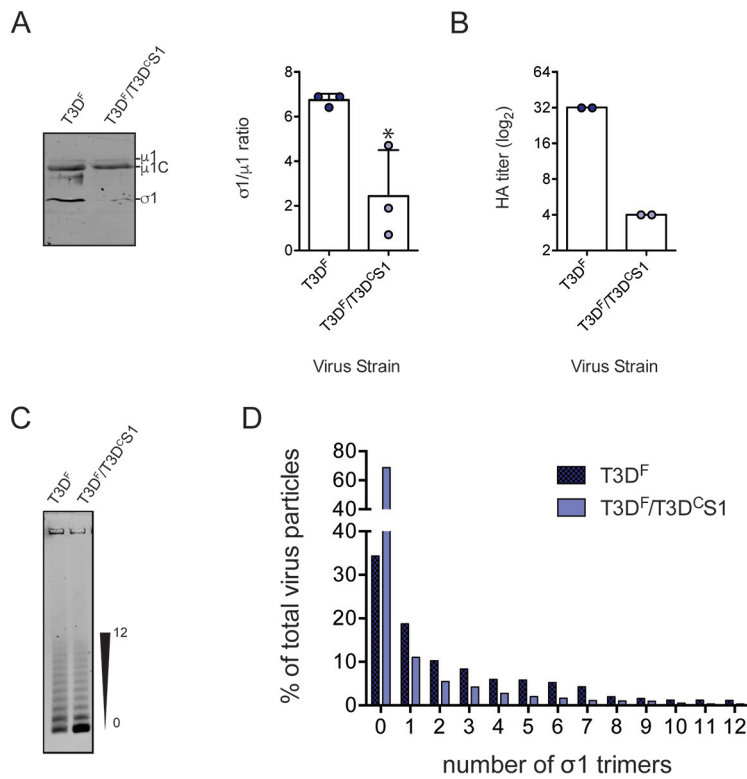 A
B
T3Dᶠ
T3Dᶠ/T3DᶜS1
μ1
μ1C
σ1
σ1/μ1 ratio
8
6
4
2
0
*
T3Dᶠ
T3Dᶠ/T3DᶜS1
Virus Strain
HA titer (log₂)
64
32
16
8
4
2
T3Dᶠ
T3Dᶠ/T3DᶜS1
Virus Strain
C
D
T3Dᶠ
T3Dᶠ/T3DᶜS1
12
0
% of total virus particles
80
60
40
40
30
20
10
0
T3Dᶠ
T3Dᶠ/T3DᶜS1
0 1 2 3 4 5 6 7 8 9 10 11 12
number of σ1 trimers